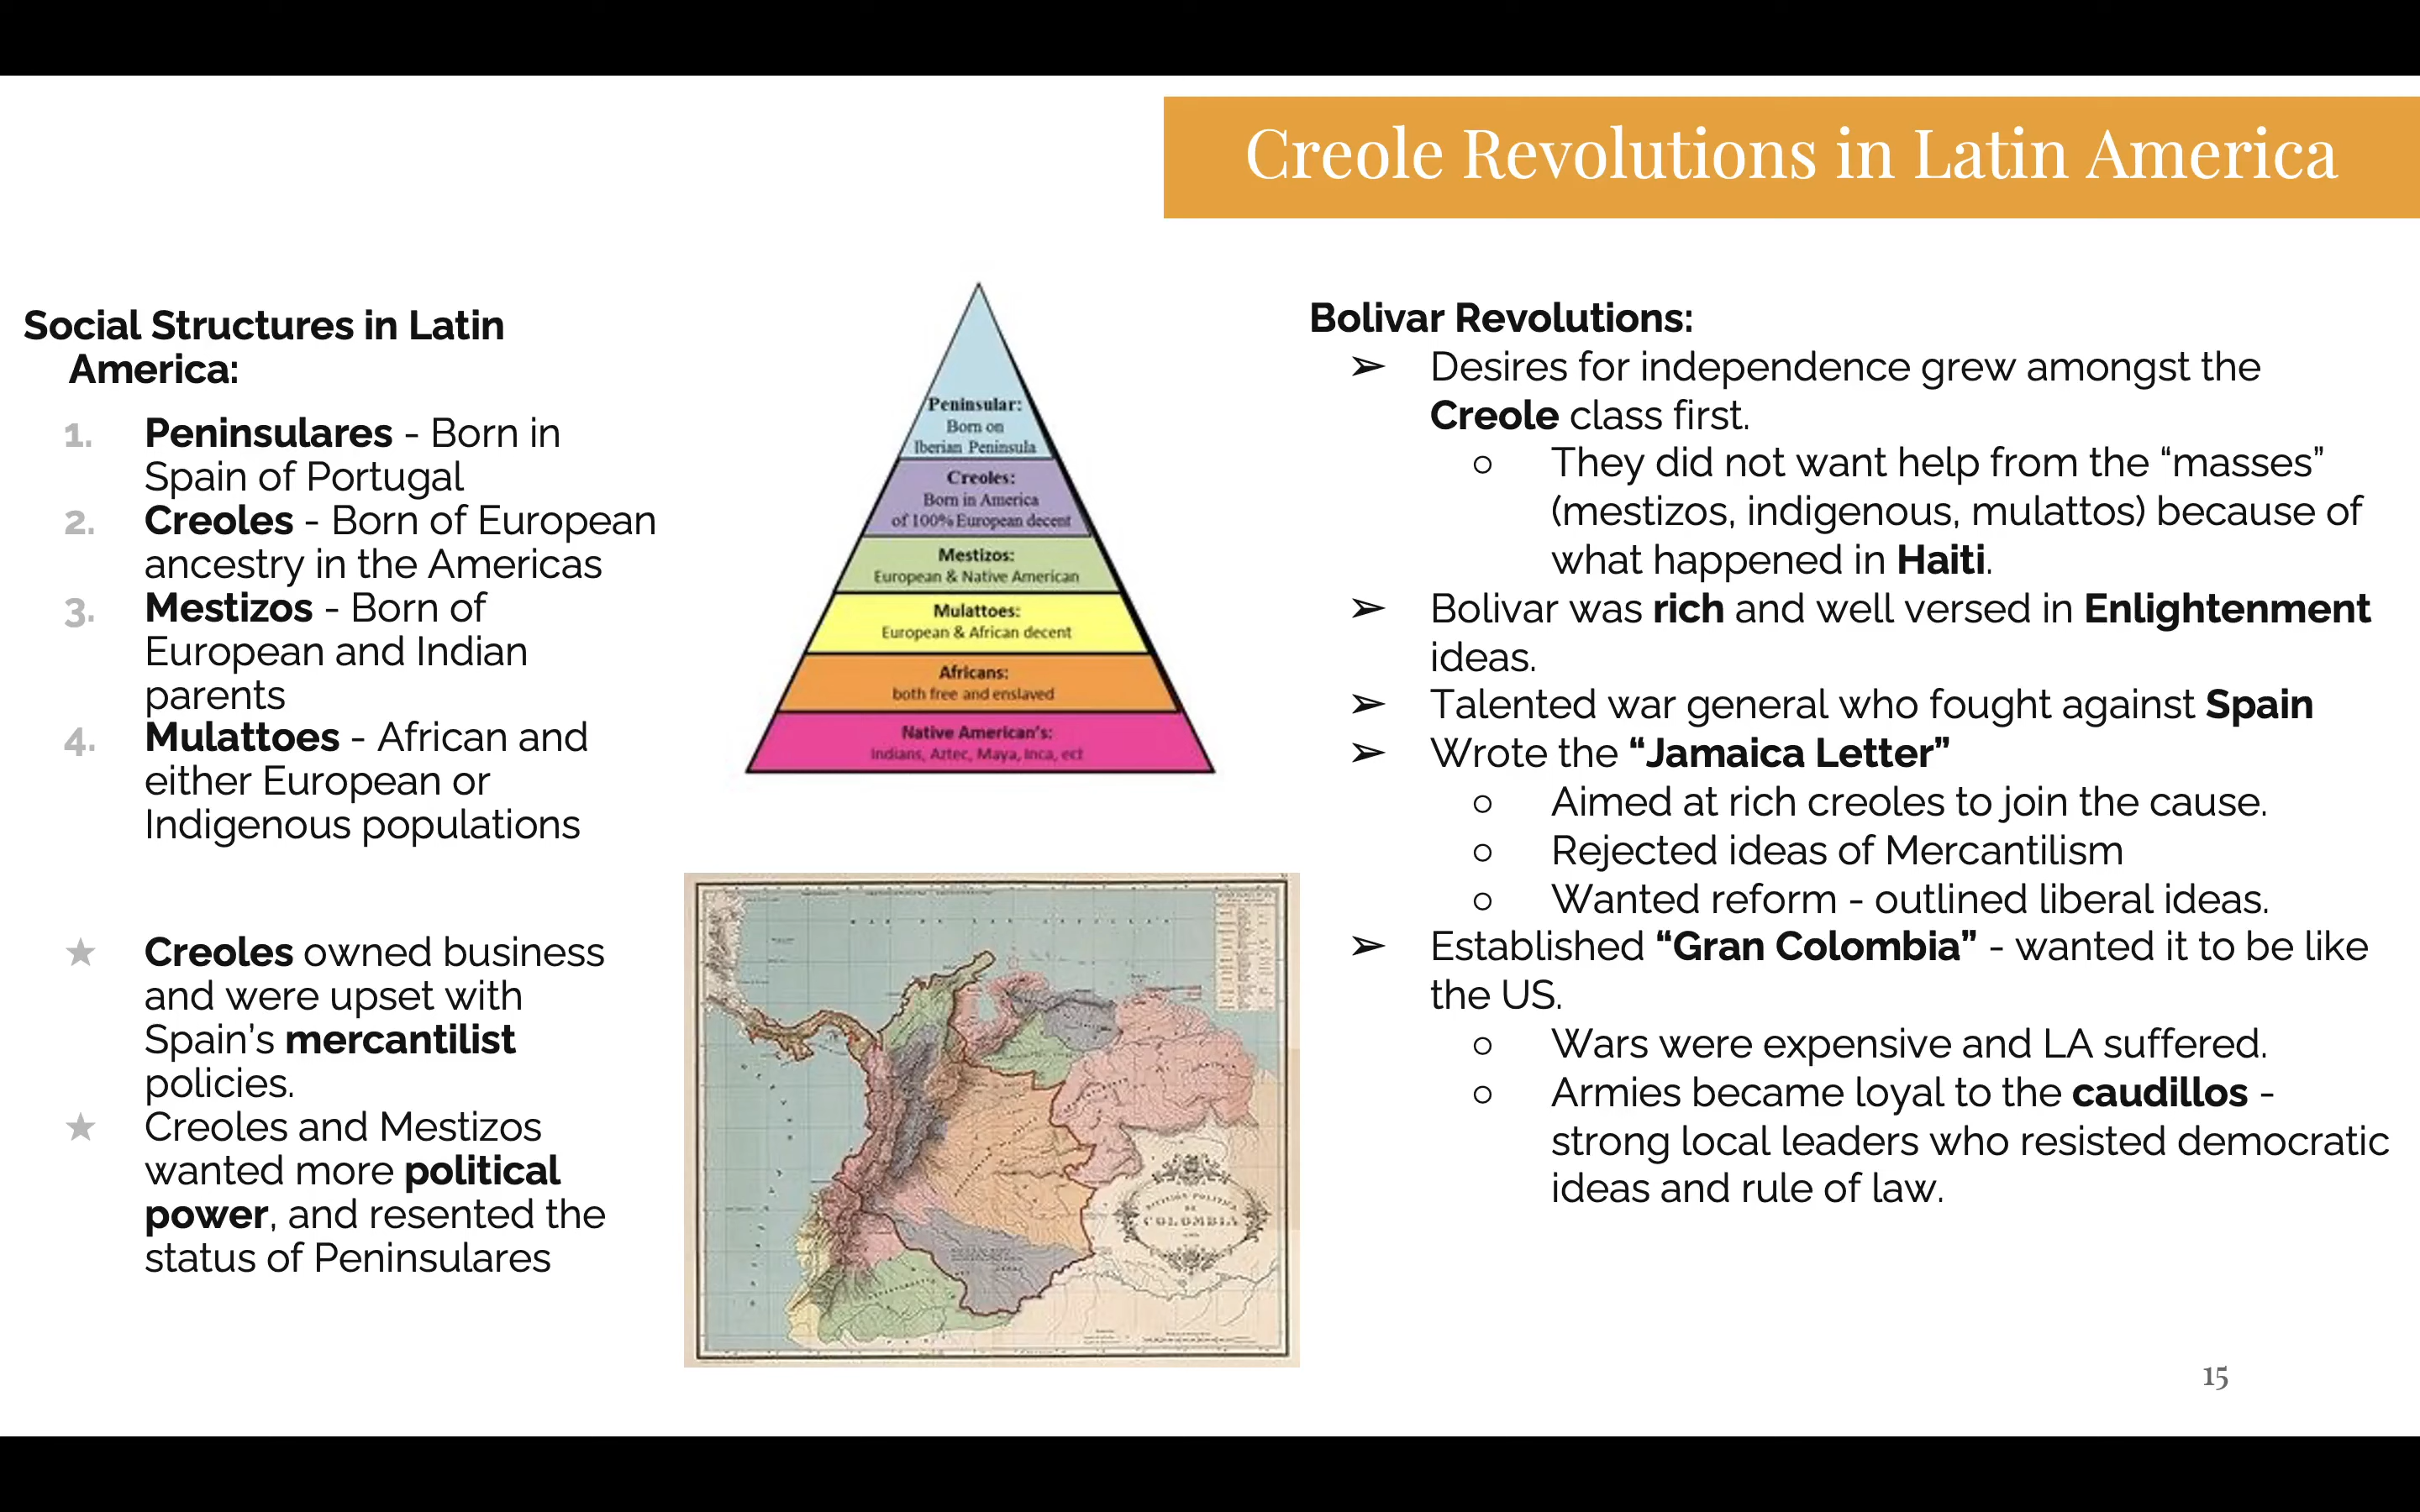 Creole Revolutions in Latin America
Social Structures in Latin
America:
1. Peninsulares - Born in
Spain of Portugal
2. Creoles - Born of European
ancestry in the Americas
3. Mestizos - Born of
European and Indian
parents
4. Mulattoes - African and
either European or
Indigenous populations
★ Creoles owned business
and were upset with
Spain's mercantilist
policies.
★ Creoles and Mestizos
wanted more political
power, and resented the
status of Peninsulares
Peninsular:
Born on
Iberian Peninsula
Creoles:
Born in America
of 100% European decent
Mestizos:
European & Native American
Mulattoes:
European & African decent
Africans:
both free and enslaved
Native American's:
Indians, Aztec, Maya, Inca, ect
DIVISION POLITICA
DE
COLOMBIA
Bolivar Revolutions:
➢ Desires for independence grew amongst the
Creole class first.
○ They did not want help from the “masses”
(mestizos, indigenous, mulattos) because of
what happened in Haiti.
➢ Bolivar was rich and well versed in Enlightenment
ideas.
➢ Talented war general who fought against Spain
➢ Wrote the “Jamaica Letter”
○ Aimed at rich creoles to join the cause.
○ Rejected ideas of Mercantilism
○ Wanted reform - outlined liberal ideas.
➢ Established “Gran Colombia” - wanted it to be like
the US.
○ Wars were expensive and LA suffered.
○ Armies became loyal to the caudillos -
strong local leaders who resisted democratic
ideas and rule of law.
15